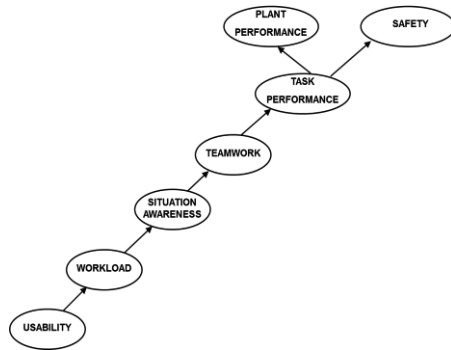 PLANT
PERFORMANCE
SAFETY
TASK
PERFORMANCE
TEAMWORK
SITUATION
AWARENESS
WORKLOAD
USABILITY